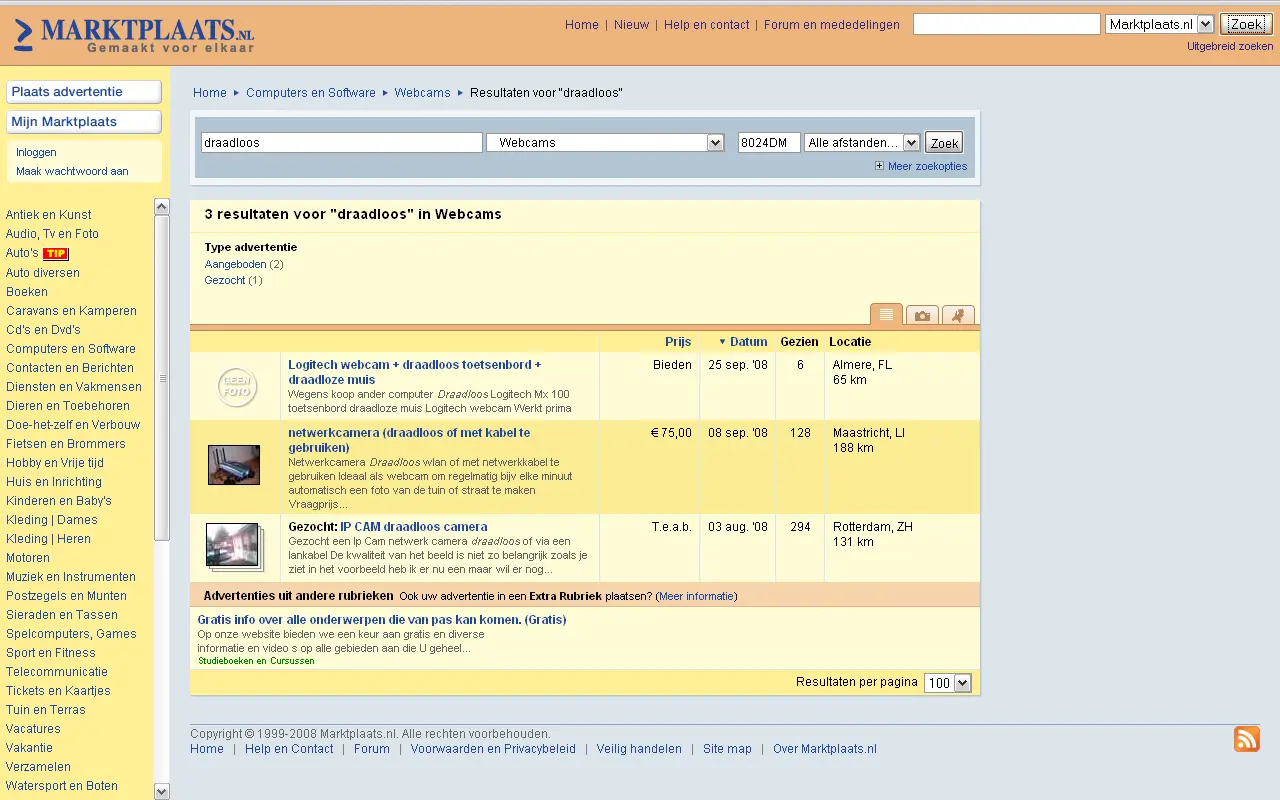 MARKTPLAATS.NL
Gemaakt voor elkaar
Home | Nieuw | Help en contact | Forum en mededelingen
Marktplaats.nl
Zoek
Uitgebreid zoeken
Plaats advertentie
Mijn Marktplaats
Inloggen
Maak wachtwoord aan
Antiek en Kunst
Audio, Tv en Foto
Auto's TIP
Auto diversen
Boeken
Caravans en Kamperen
Cd's en Dvd's
Computers en Software
Contacten en Berichten
Diensten en Vakmensen
Dieren en Toebehoren
Doe-het-zelf en Verbouw
Fietsen en Brommers
Hobby en Vrije tijd
Huis en Inrichting
Kinderen en Baby's
Kleding | Dames
Kleding | Heren
Motoren
Muziek en Instrumenten
Postzegels en Munten
Sieraden en Tassen
Spelcomputers, Games
Sport en Fitness
Telecommunicatie
Tickets en Kaartjes
Tuin en Terras
Vacatures
Vakantie
Verzamelen
Watersport en Boten
Home ▸ Computers en Software ▸ Webcams ▸ Resultaten voor "draadloos"
draadloos
Webcams
8024DM
Alle afstanden...
Zoek
Meer zoekopties
3 resultaten voor "draadloos" in Webcams
Type advertentie
Aangeboden (2)
Gezocht (1)
Prijs ▼ Datum Gezien Locatie
GEEN FOTO
Logitech webcam + draadloos toetsenbord +
draadloze muis
Wegens koop ander computer Draadloos Logitech Mx 100
toetsenbord draadloze muis Logitech webcam Werkt prima
Bieden
25 sep. '08
6
Almere, FL
65 km
netwerkcamera (draadloos of met kabel te
gebruiken)
Netwerkcamera Draadloos wlan of met netwerkkabel te
gebruiken Ideaal als webcam om regelmatig bijv elke minuut
automatisch een foto van de tuin of straat te maken
Vraagprijs...
€ 75,00
08 sep. '08
128
Maastricht, LI
188 km
Gezocht: IP CAM draadloos camera
Gezocht een Ip Cam netwerk camera draadloos of via een
lankabel De kwaliteit van het beeld is niet zo belangrijk zoals je
ziet in het voorbeeld heb ik er nu een maar wil er nog...
T.e.a.b.
03 aug. '08
294
Rotterdam, ZH
131 km
Advertenties uit andere rubrieken Ook uw advertentie in een Extra Rubriek plaatsen? (Meer informatie)
Gratis info over alle onderwerpen die van pas kan komen. (Gratis)
Op onze website bieden we een keur aan gratis en diverse
informatie en video s op alle gebieden aan die U geheel...
Studieboeken en Cursussen
Resultaten per pagina 100
Copyright © 1999-2008 Marktplaats.nl. Alle rechten voorbehouden.
Home | Help en Contact | Forum | Voorwaarden en Privacybeleid | Veilig handelen | Site map | Over Marktplaats.nl